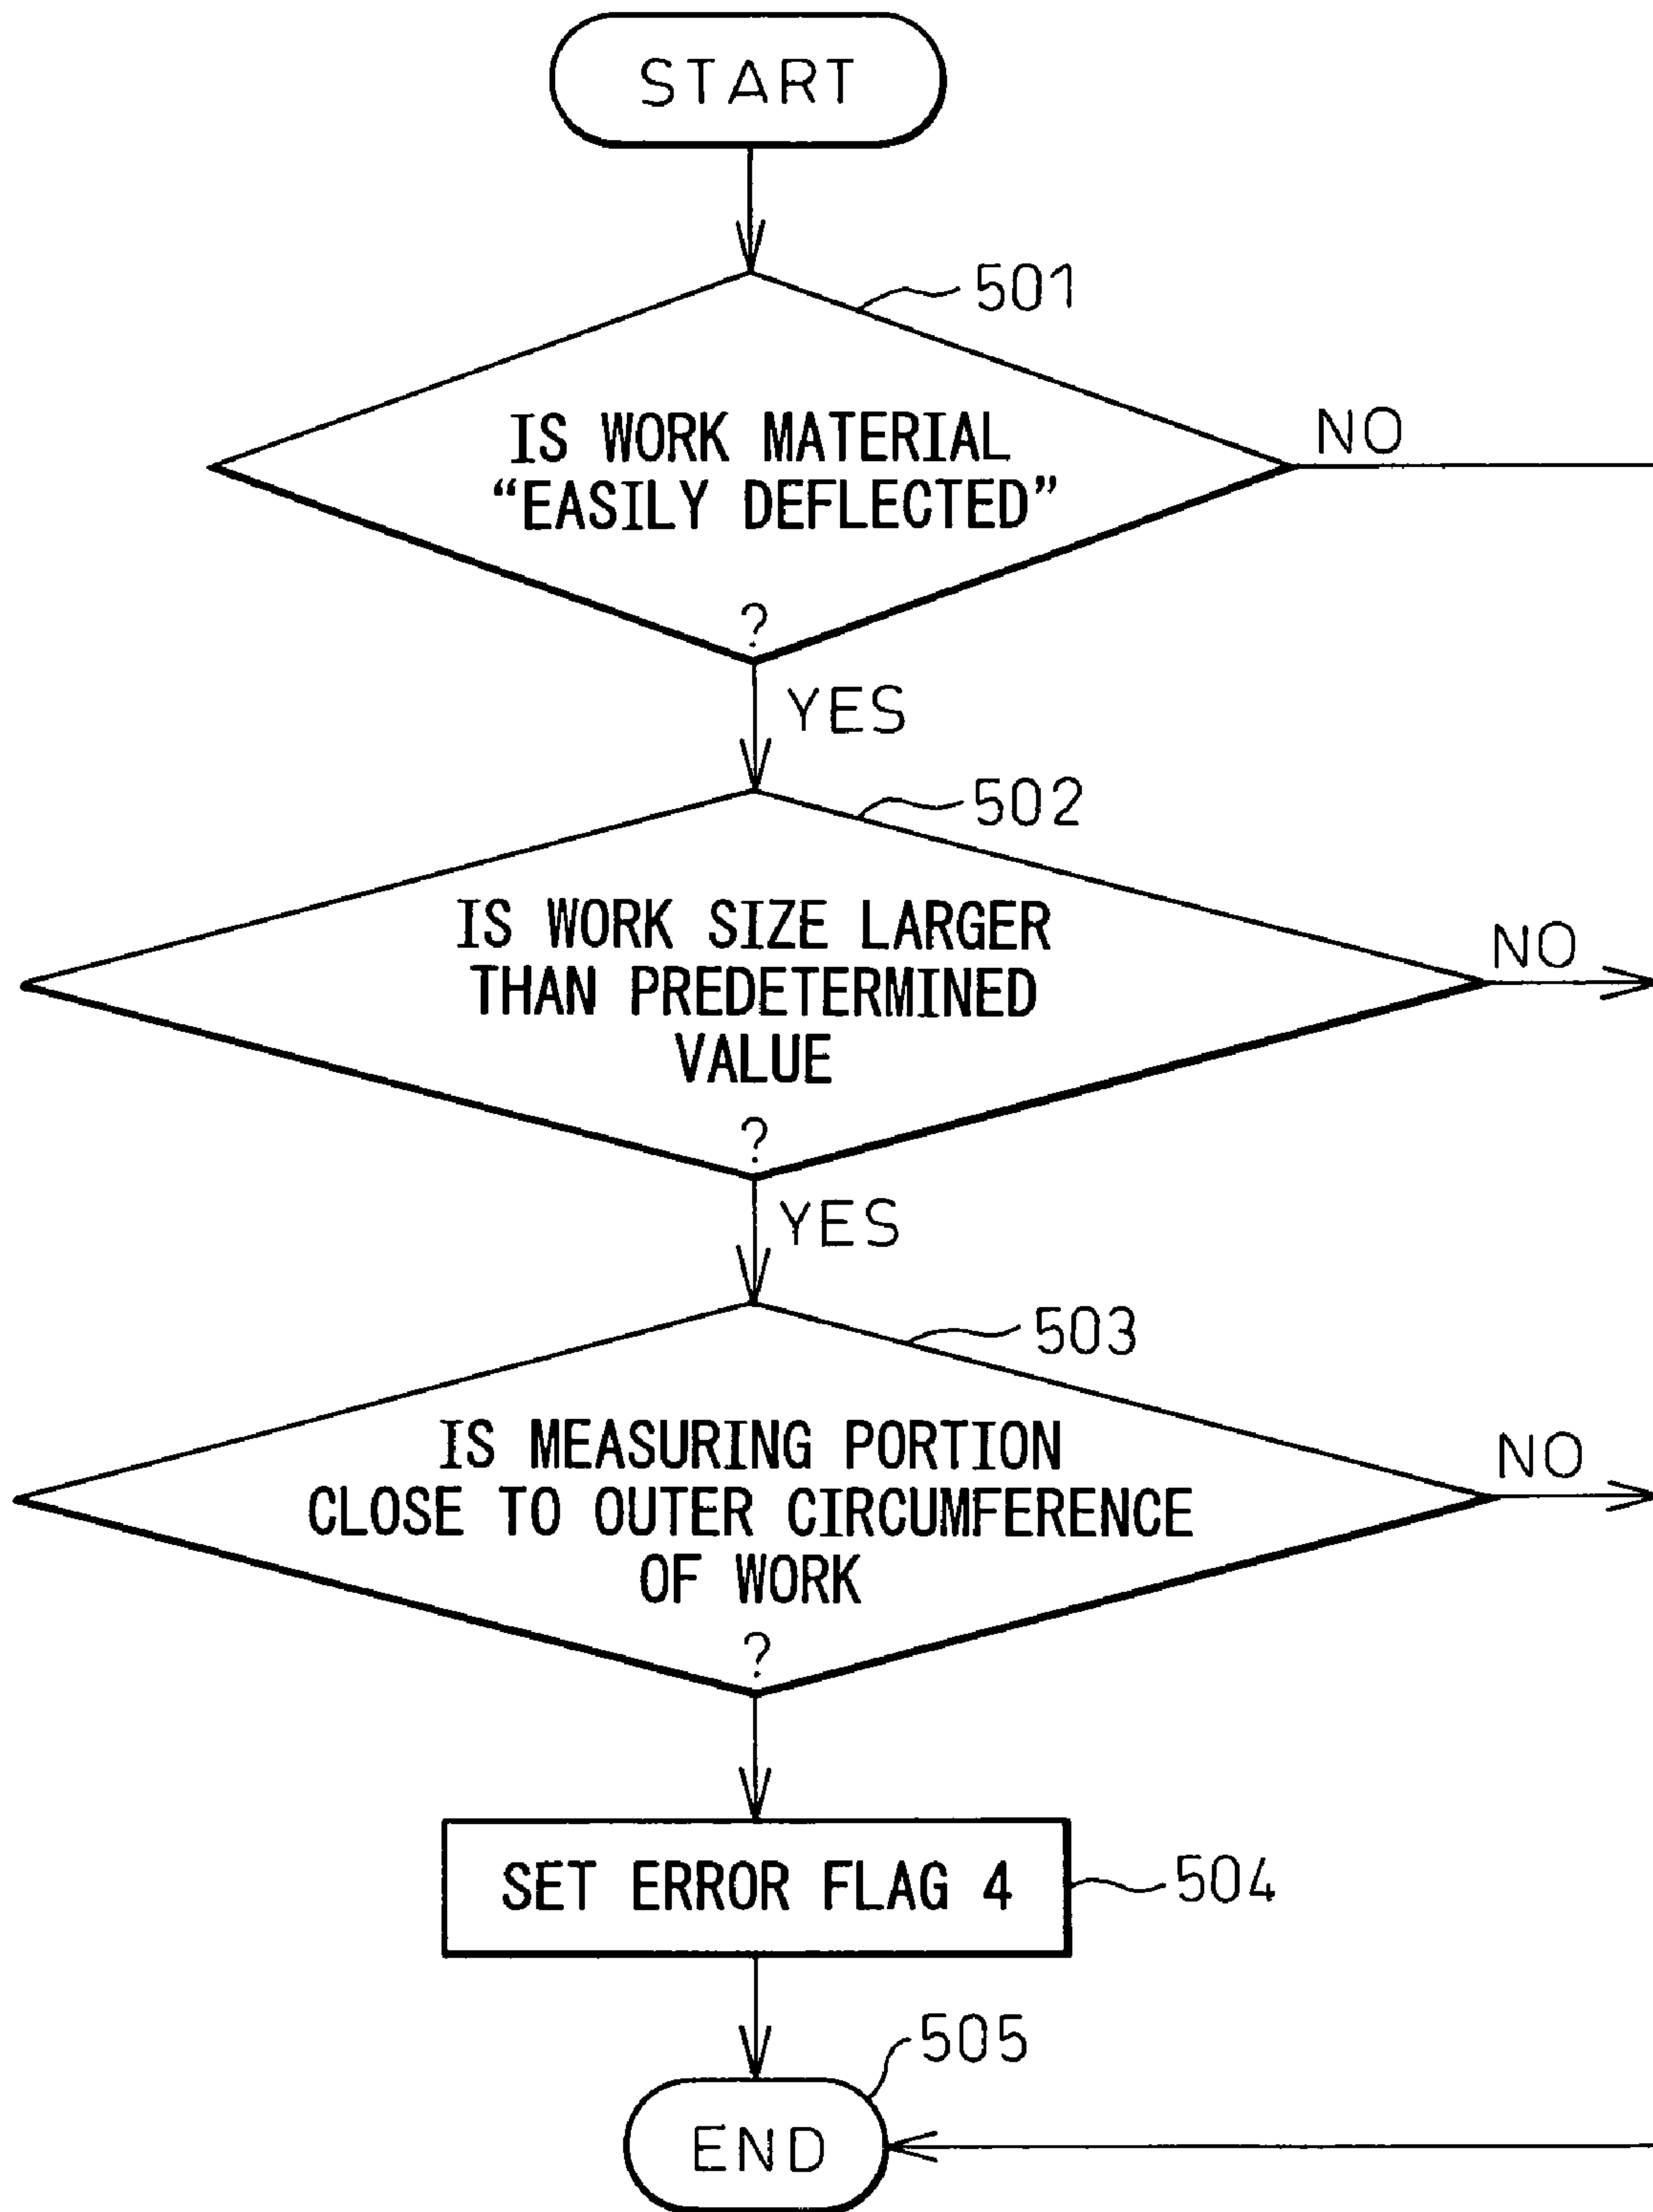 START
501
IS WORK MATERIAL
“EASILY DEFLECTED”
?
NO
YES
502
IS WORK SIZE LARGER
THAN PREDETERMINED
VALUE
?
NO
YES
503
IS MEASURING PORTION
CLOSE TO OUTER CIRCUMFERENCE
OF WORK
?
NO
SET ERROR FLAG 4
504
505
END